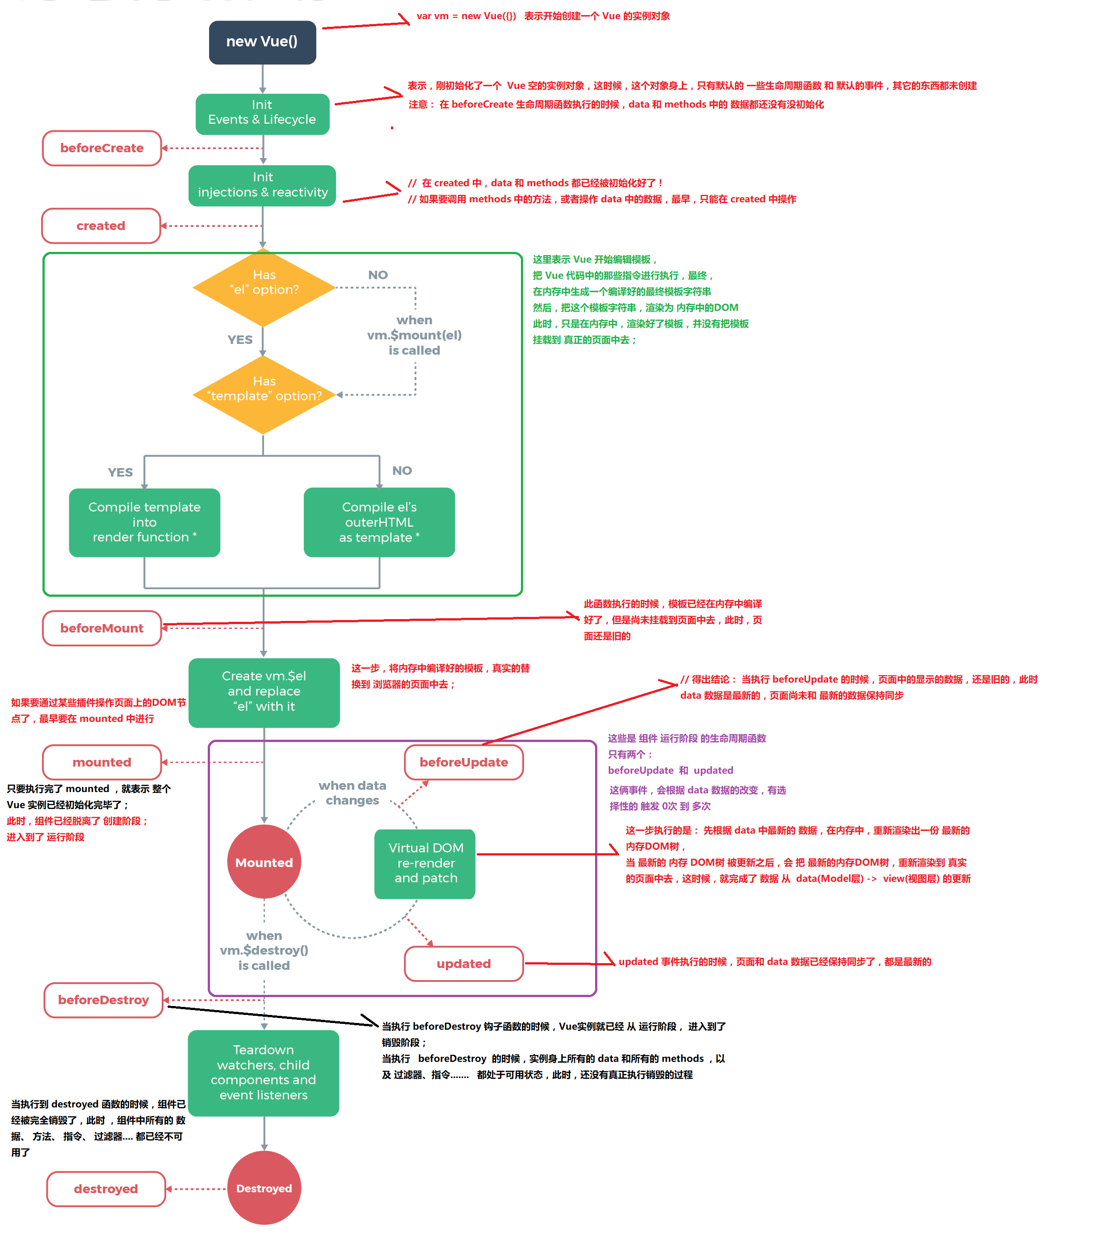 var vm = new Vue({})   表示开始创建一个 Vue 的实例对象
new Vue()
表示，刚初始化了一个 Vue 空的实例对象，这时候，这个对象身上，只有默认的 一些生命周期函数 和 默认的事件，其它的东西都未创建
注意： 在 beforeCreate 生命周期函数执行的时候，data 和 methods 中的 数据都还没有没初始化
Init
Events & Lifecycle
beforeCreate
Init
injections & reactivity
// 在 created 中，data 和 methods 都已经被初始化好了！
// 如果要调用 methods 中的方法，或者操作 data 中的数据，最早，只能在 created 中操作
created
这里表示 Vue 开始编辑模板，
把 Vue 代码中的那些指令进行执行，最终，
在内存中生成一个编译好的最终模板字符串
然后，把这个模板字符串，渲染为 内存中的DOM
此时，只是在内存中，渲染好了模板，并没有把模板
挂载到 真正的页面中去；
Has
“el” option?
NO
when
vm.$mount(el)
is called
YES
Has
“template” option?
YES
NO
Compile template
into
render function *
Compile el’s
outerHTML
as template *
此函数执行的时候，模板已经在内存中编译
好了，但是尚未挂载到页面中去，此时，页
面还是旧的
beforeMount
Create vm.$el
and replace
“el” with it
这一步，将内存中编译好的模板，真实的替
换到 浏览器的页面中去；
如果要通过某些插件操作页面上的DOM节
点了，最早要在 mounted 中进行
// 得出结论： 当执行 beforeUpdate 的时候，页面中的显示的数据，还是旧的，此时
data 数据是最新的，页面尚未和 最新的数据保持同步
mounted
beforeUpdate
这些是 组件 运行阶段 的生命周期函数
只有两个：
beforeUpdate 和 updated
这俩事件，会根据 data 数据的改变，有选
择性的 触发 0次 到 多次
只要执行完了 mounted ，就表示 整个
Vue 实例已经初始化完毕了；
此时，组件已经脱离了 创建阶段；
进入到了 运行阶段
when data
changes
Mounted
Virtual DOM
re-render
and patch
这一步执行的是： 先根据 data 中最新的 数据，在内存中，重新渲染出一份 最新的
内存DOM树，
当 最新的 内存 DOM树 被更新之后，会 把 最新的内存DOM树，重新渲染到 真实
的页面中去，这时候，就完成了 数据 从 data(Model层) -> view(视图层) 的更新
when
vm.$destroy()
is called
updated
updated 事件执行的时候，页面和 data 数据已经保持同步了，都是最新的
beforeDestroy
当执行 beforeDestroy 钩子函数的时候，Vue实例就已经 从 运行阶段， 进入到了
销毁阶段；
当执行 beforeDestroy 的时候，实例身上所有的 data 和所有的 methods ，以
及 过滤器、指令....... 都处于可用状态，此时，还没有真正执行销毁的过程
Teardown
watchers, child
components and
event listeners
当执行到 destroyed 函数的时候，组件已
经被完全销毁了，此时 ，组件中所有的 数
据、 方法、 指令、 过滤器.... 都已经不可
用了
destroyed
Destroyed